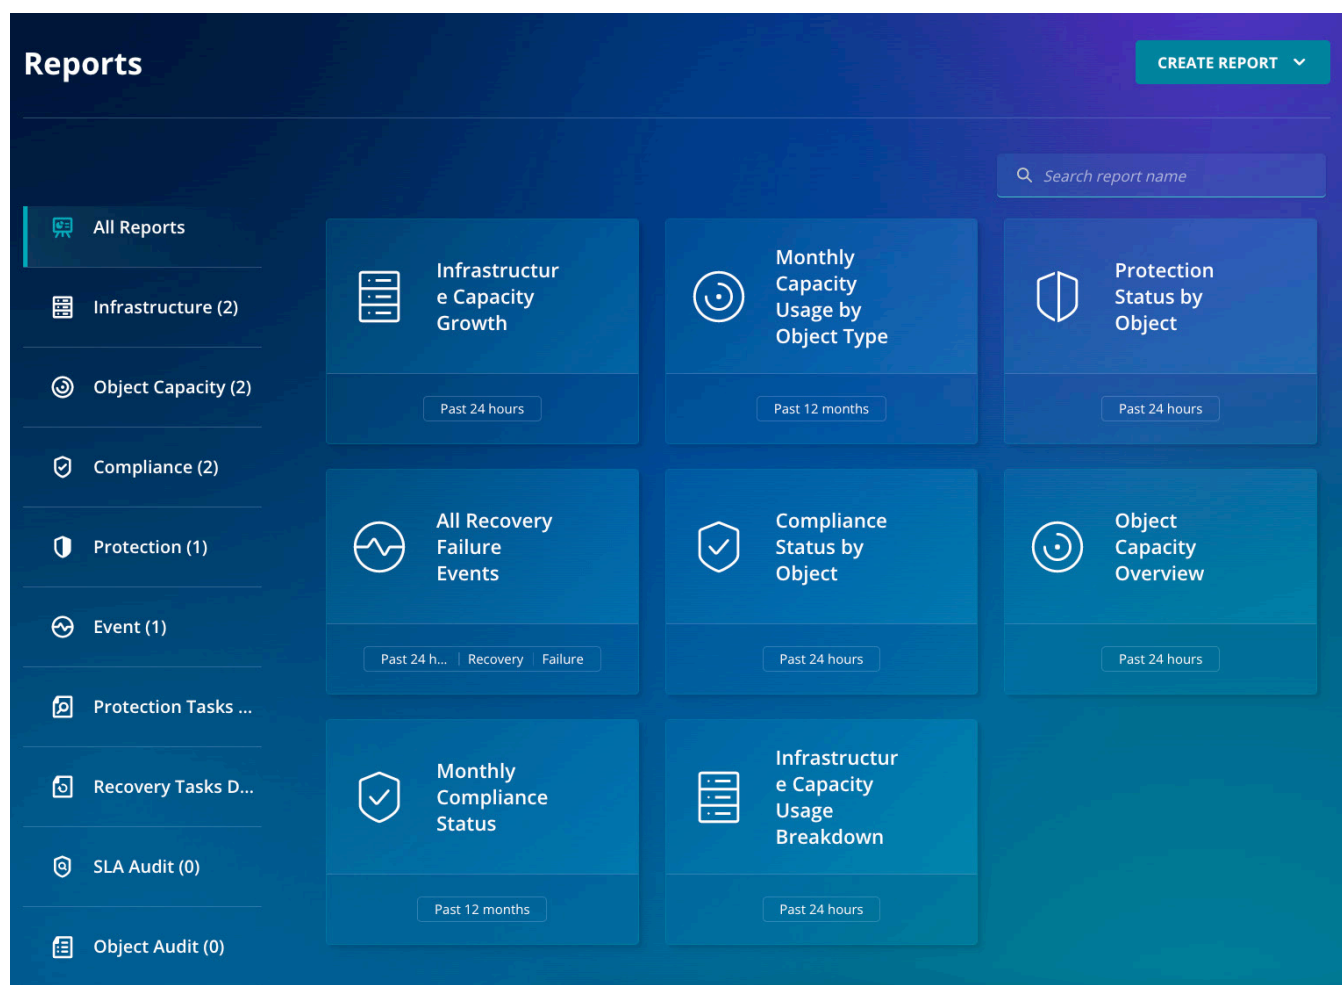 Reports
CREATE REPORT
Search report name
All Reports
Infrastructure (2)
Object Capacity (2)
Compliance (2)
Protection (1)
Event (1)
Protection Tasks ...
Recovery Tasks D...
SLA Audit (0)
Object Audit (0)
Infrastructur
e Capacity
Growth
Past 24 hours
Monthly
Capacity
Usage by
Object Type
Past 12 months
Protection
Status by
Object
Past 24 hours
All Recovery
Failure
Events
Past 24 h... | Recovery | Failure
Compliance
Status by
Object
Past 24 hours
Object
Capacity
Overview
Past 24 hours
Monthly
Compliance
Status
Past 12 months
Infrastructur
e Capacity
Usage
Breakdown
Past 24 hours